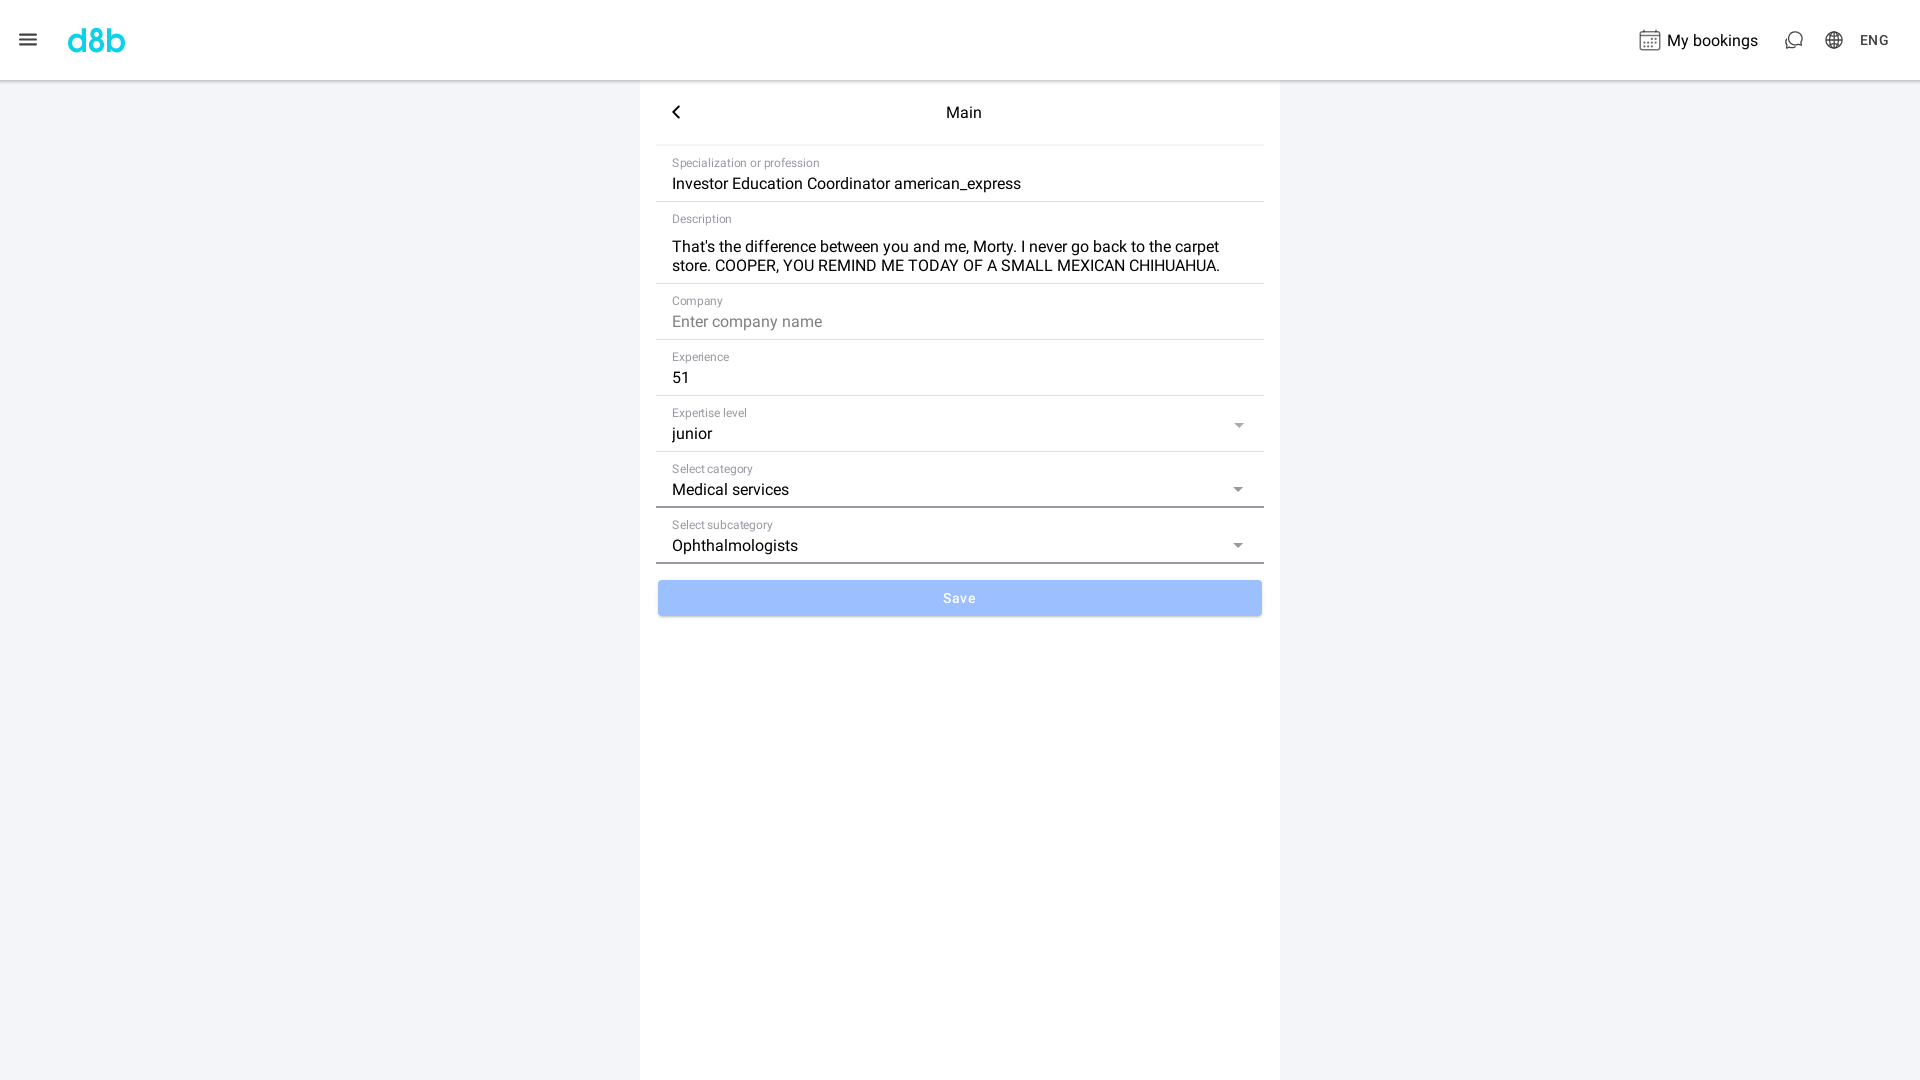 d8b
My bookings
ENG
Main
Specialization or profession
Investor Education Coordinator american_express
Description
That's the difference between you and me, Morty. I never go back to the carpet
store. COOPER, YOU REMIND ME TODAY OF A SMALL MEXICAN CHIHUAHUA.
Company
Enter company name
Experience
51
Expertise level
junior
Select category
Medical services
Select subcategory
Ophthalmologists
Save